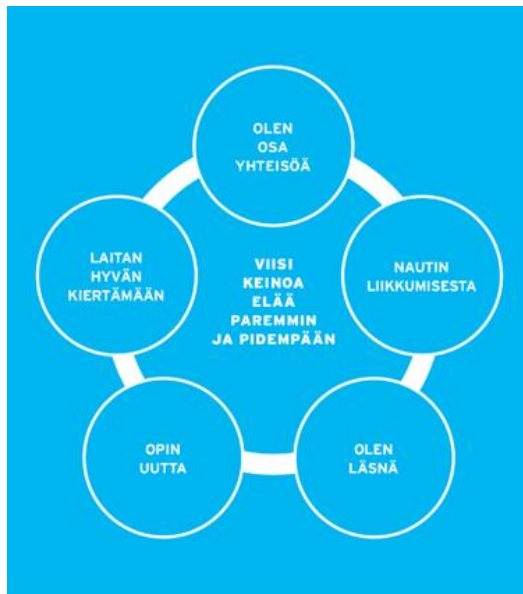 OLEN
OSA
YHTEISÖÄ
LAITAN
HYVÄN
KIERTÄMÄÄN
VIISI
KEINOA
ELÄÄ
PAREMMIN
JA PIDEMPÄÄN
NAUTIN
LIIKKUMISESTA
OPIN
UUTTA
OLEN
LÄSNÄ